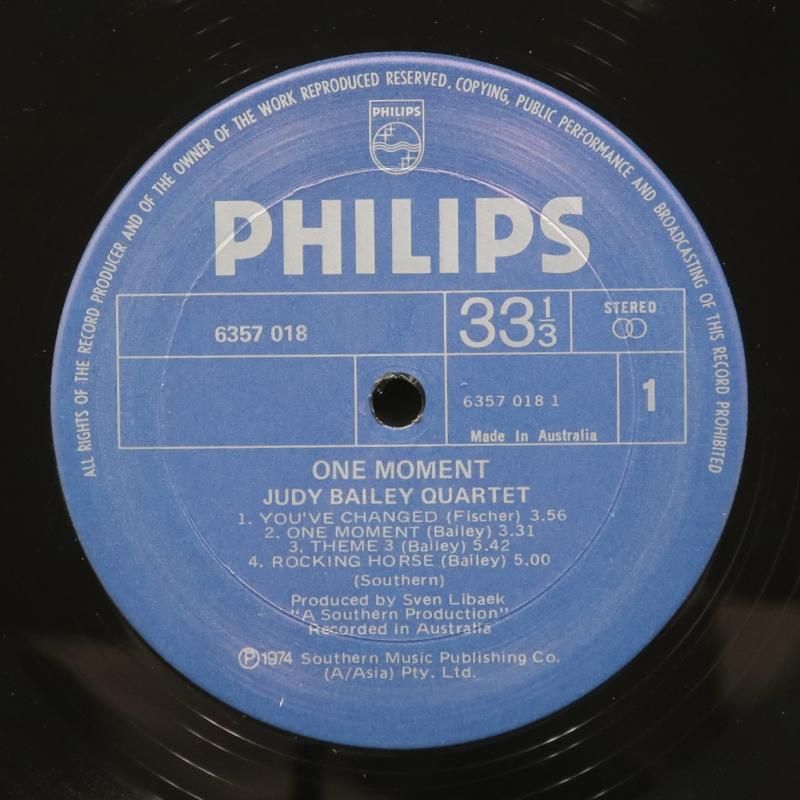 ALL RIGHTS OF THE RECORD PRODUCER AND OF THE OWNER OF THE WORK REPRODUCED RESERVED. COPYING, PUBLIC PERFORMANCE AND BROADCASTING OF THIS RECORD PROHIBITED
PHILIPS
PHILIPS
6357 018
33 1/3
STEREO
6357 018 1
1
Made In Australia
ONE MOMENT
JUDY BAILEY QUARTET
1. YOU'VE CHANGED (Fischer) 3.56
2. ONE MOMENT (Bailey) 3.31
3. THEME 3 (Bailey) 5.42
4. ROCKING HORSE (Bailey) 5.00
(Southern)
Produced by Sven Libaek
"A Southern Production"
Recorded in Australia
Ⓟ1974 Southern Music Publishing Co.
(A/Asia) Pty. Ltd.